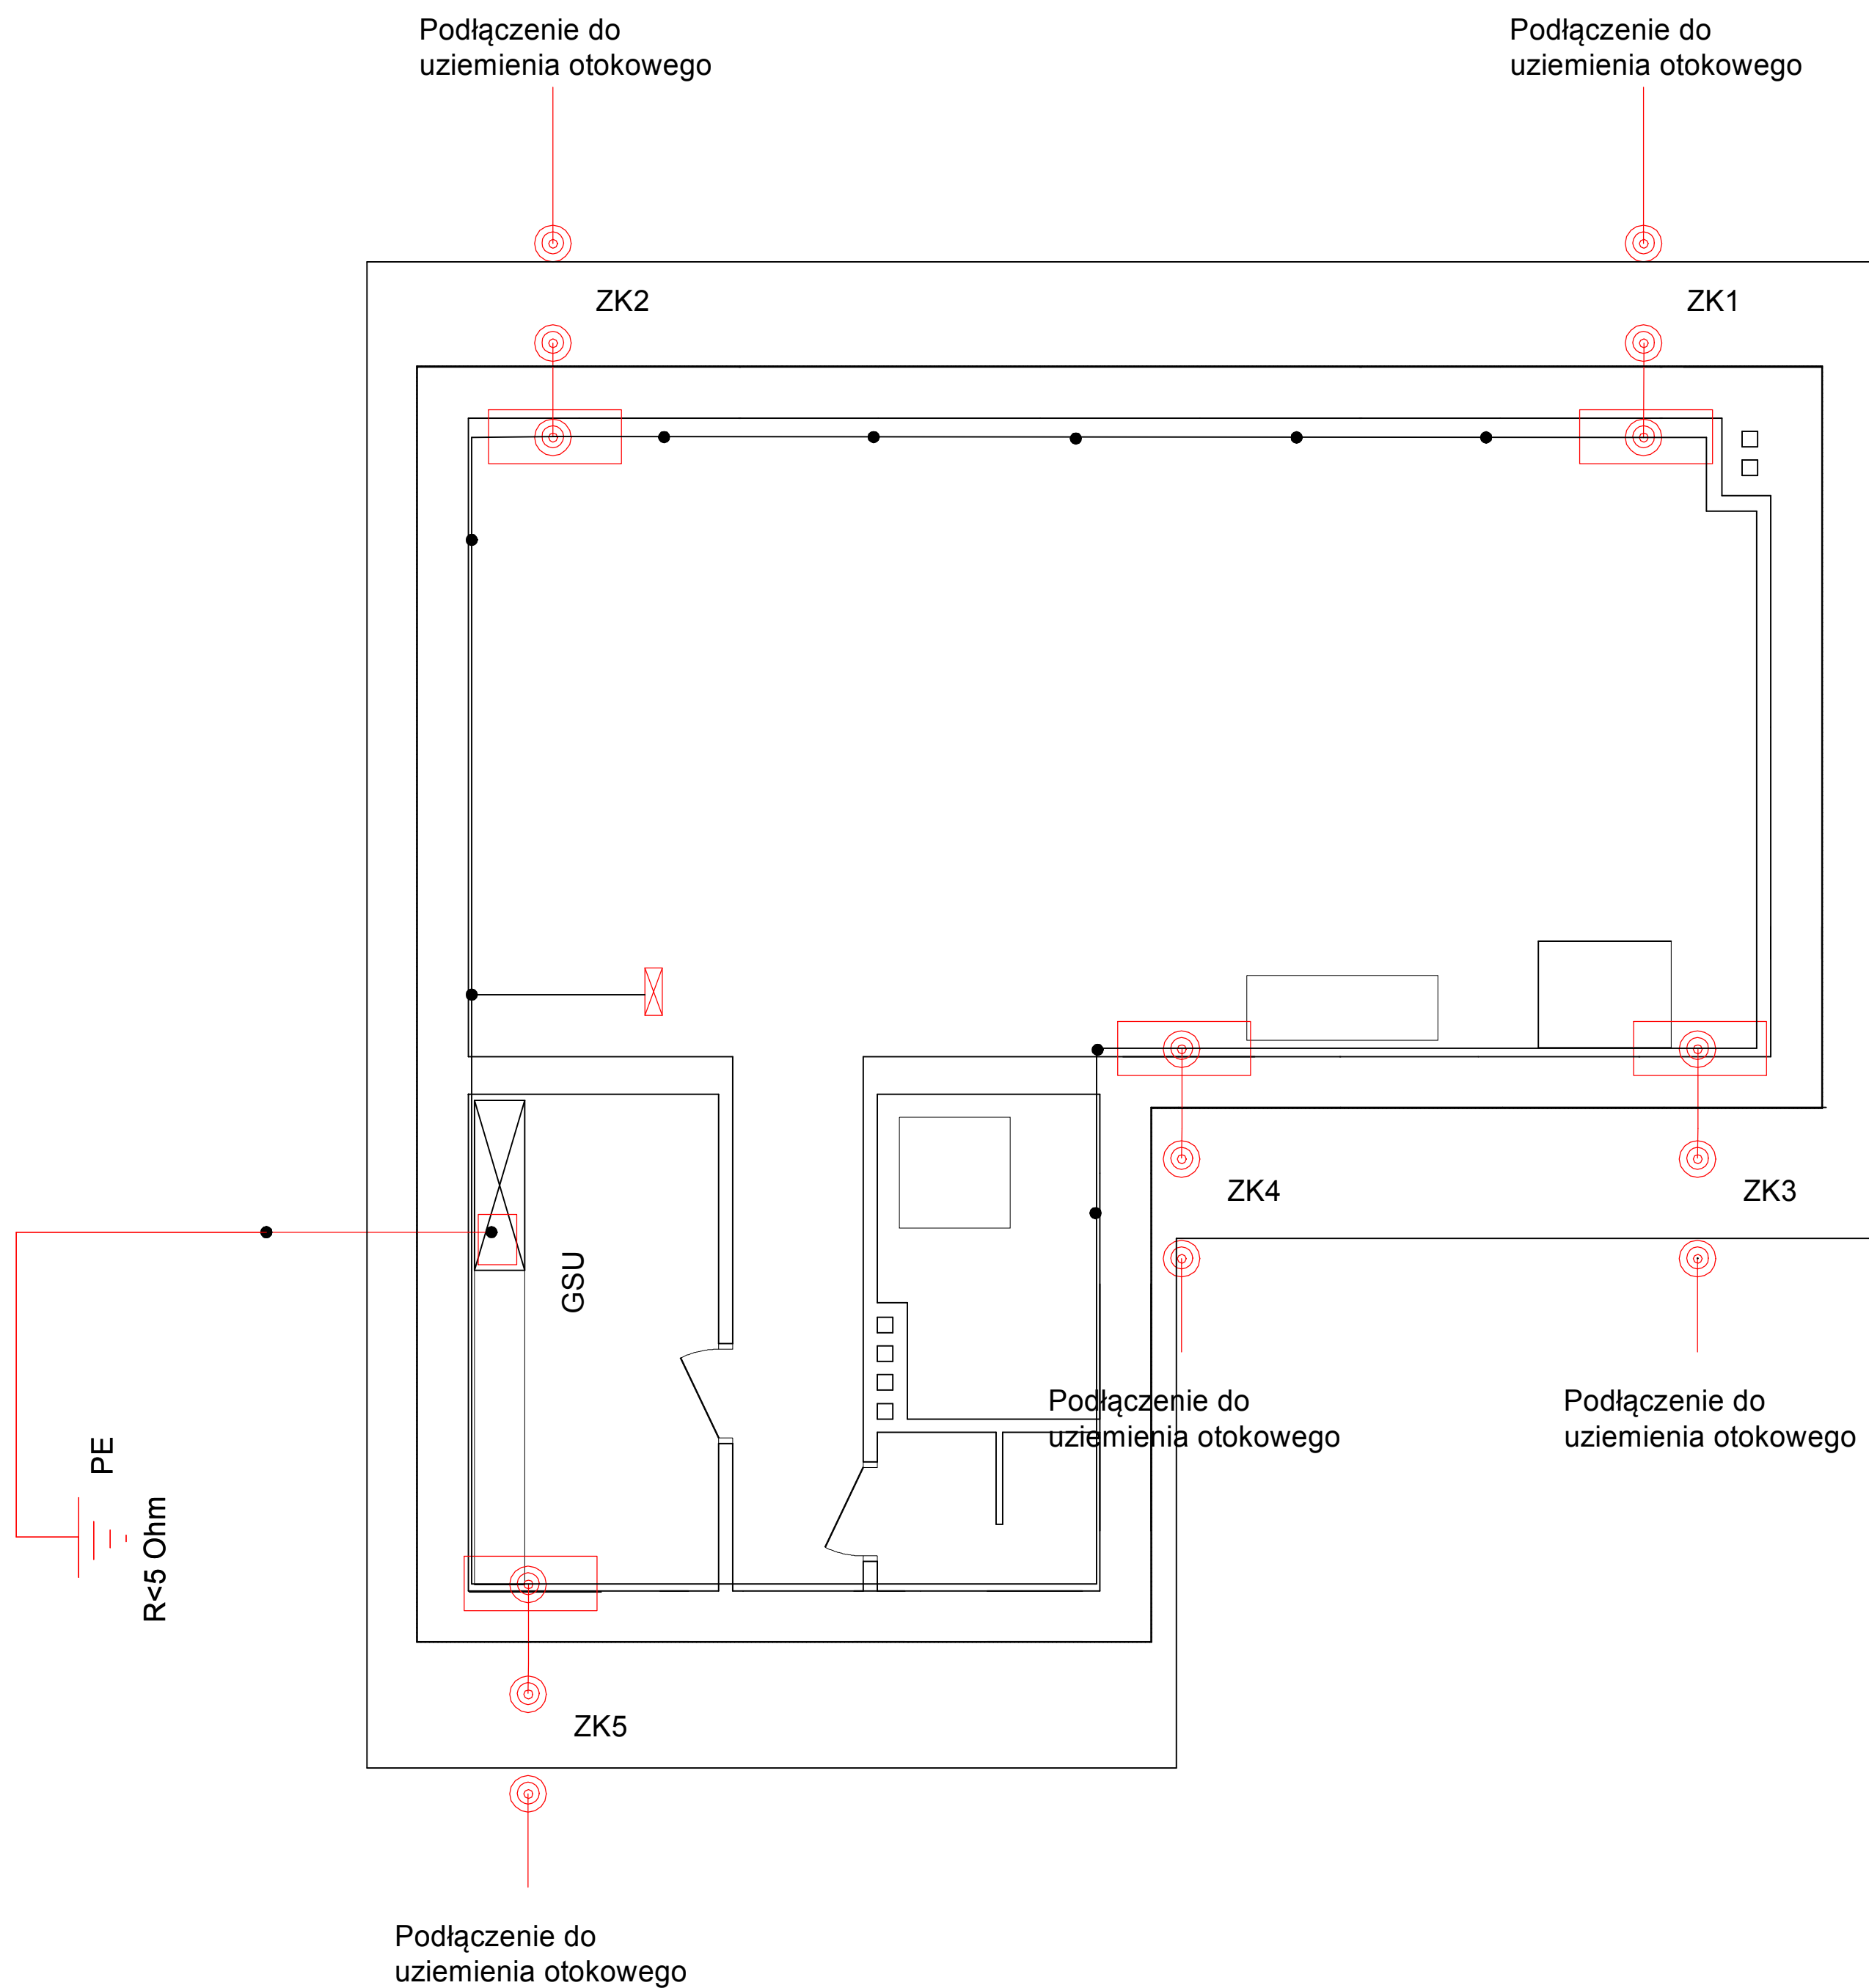 Podłączenie do
uziemienia otokowego
Podłączenie do
uziemienia otokowego
ZK2
ZK1
ZK4
ZK3
GSU
Podłączenie do
uziemienia otokowego
Podłączenie do
uziemienia otokowego
PE
R<5 Ohm
ZK5
Podłączenie do
uziemienia otokowego